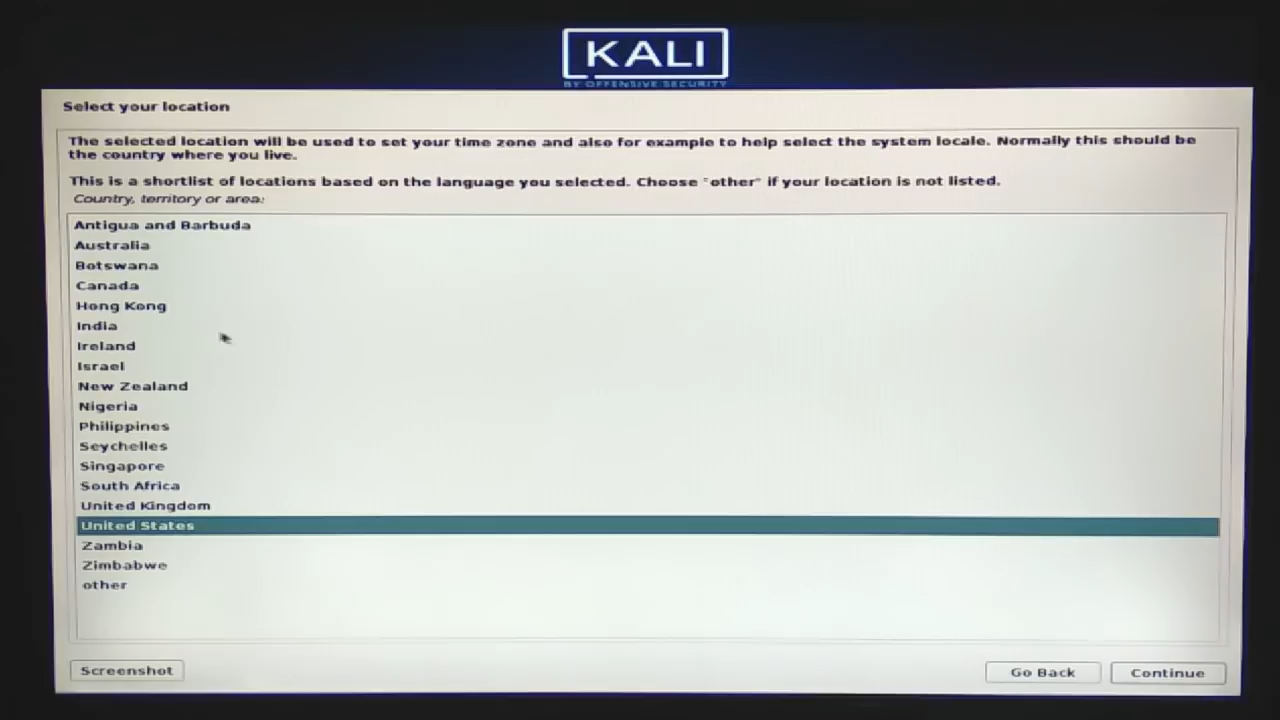 KALI
BY OFFENSIVE SECURITY
Select your location
The selected location will be used to set your time zone and also for example to help select the system locale. Normally this should be
the country where you live.
This is a shortlist of locations based on the language you selected. Choose "other" if your location is not listed.
Country, territory or area:
Antigua and Barbuda
Australia
Botswana
Canada
Hong Kong
India
Ireland
Israel
New Zealand
Nigeria
Philippines
Seychelles
Singapore
South Africa
United Kingdom
United States
Zambia
Zimbabwe
other
Screenshot
Go Back
Continue